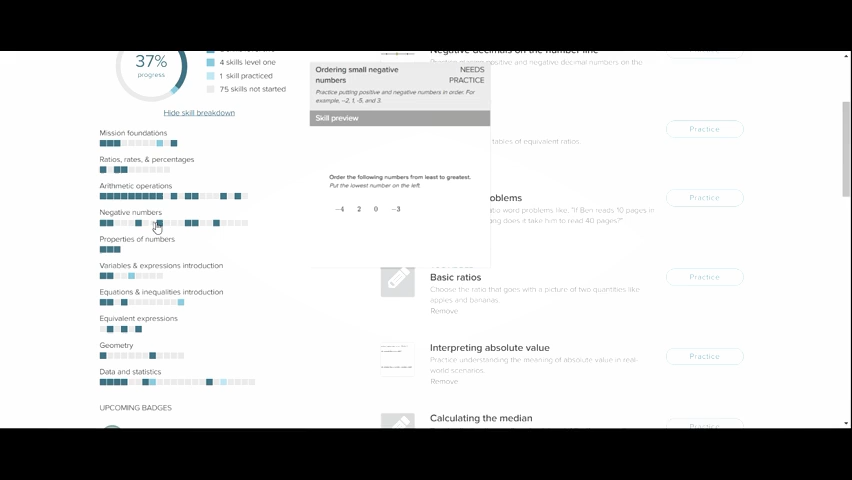 37%
progress
4 skills level one
1 skill practiced
75 skills not started
Hide skill breakdown
Mission foundations
Ratios, rates, & percentages
Arithmetic operations
Negative numbers
Properties of numbers
Variables & expressions introduction
Equations & inequalities introduction
Equivalent expressions
Geometry
Data and statistics
UPCOMING BADGES
Ordering small negative numbers
NEEDS PRACTICE
Practice putting positive and negative numbers in order. For
example, -2, 1, -5, and 3.
Skill preview
Order the following numbers from least to greatest.
Put the lowest number on the left.
-4 2 0 -3
Negative decimals on the number line
tables of equivalent ratios.
Practice
oblems
Practice
Basic ratios
Choose the ratio that goes with a picture of two quantities like
apples and bananas.
Remove
Practice
Interpreting absolute value
Practice understanding the meaning of absolute value in real-
world scenarios.
Remove
Practice
Calculating the median
Practice